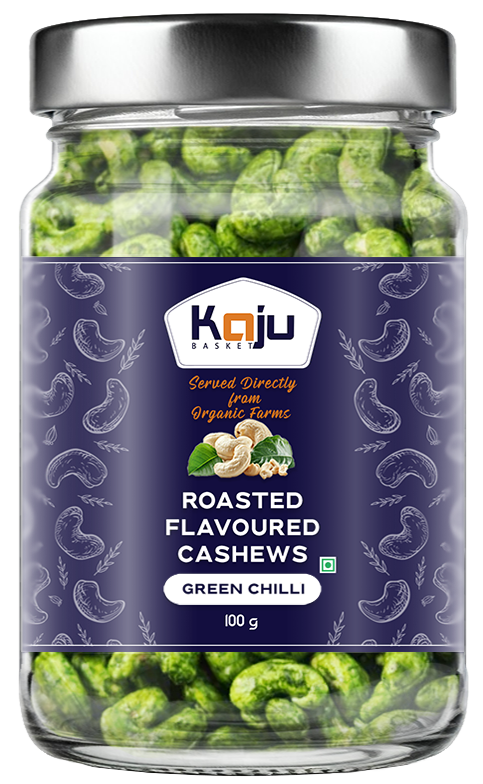 Kaju
BASKET
Served Directly
from
Organic Farms
ROASTED
FLAVOURED
CASHEWS
GREEN CHILLI
100 g